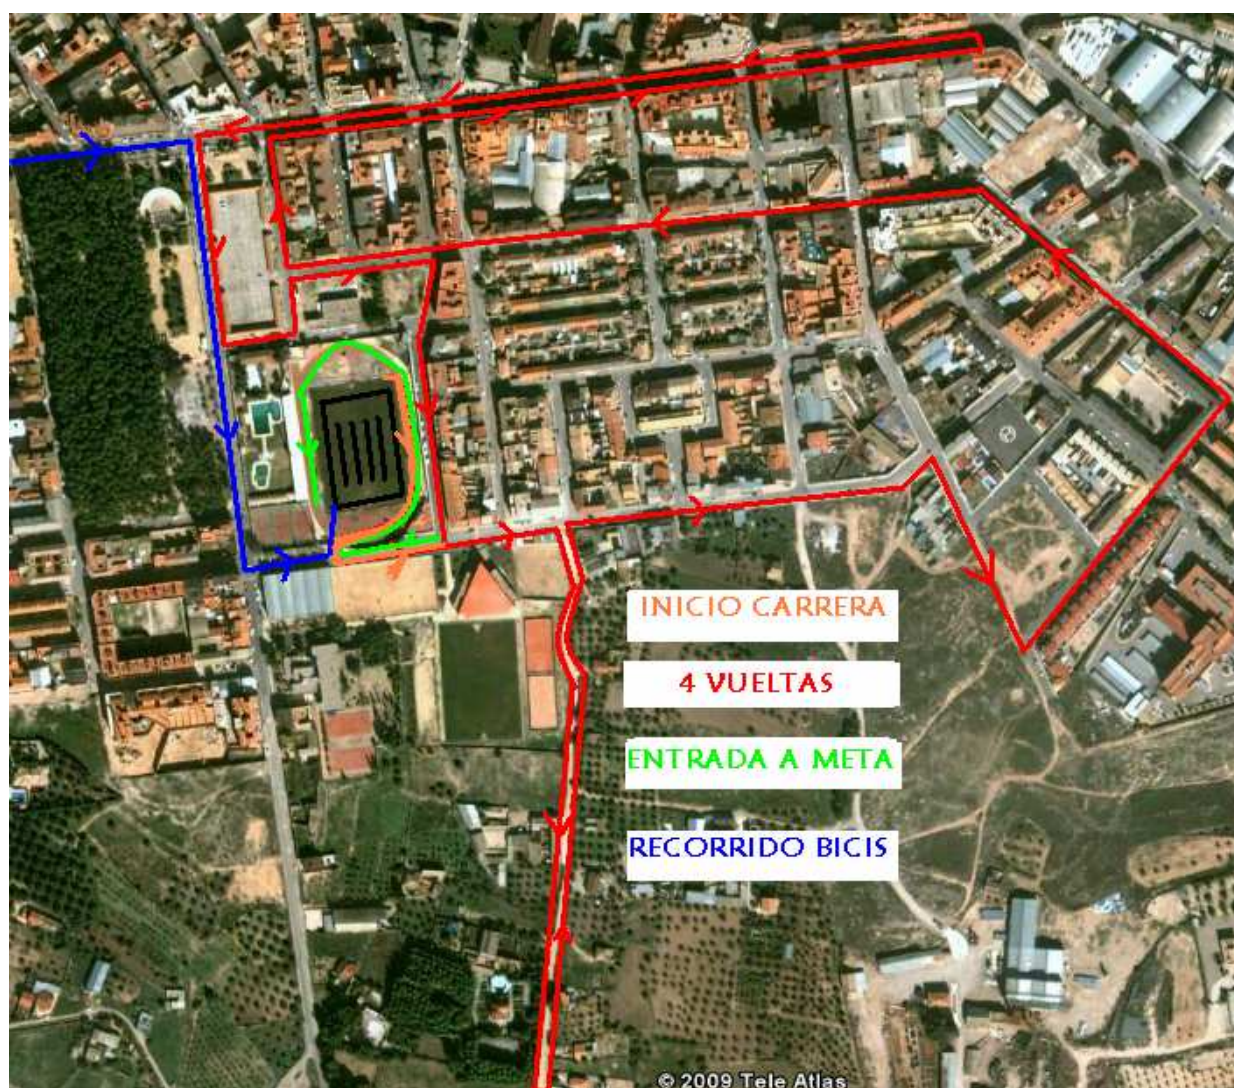 INICIO CARRERA
4 VUELTAS
ENTRADA A META
RECORRIDO BICIS
© 2009 Tele Atlas